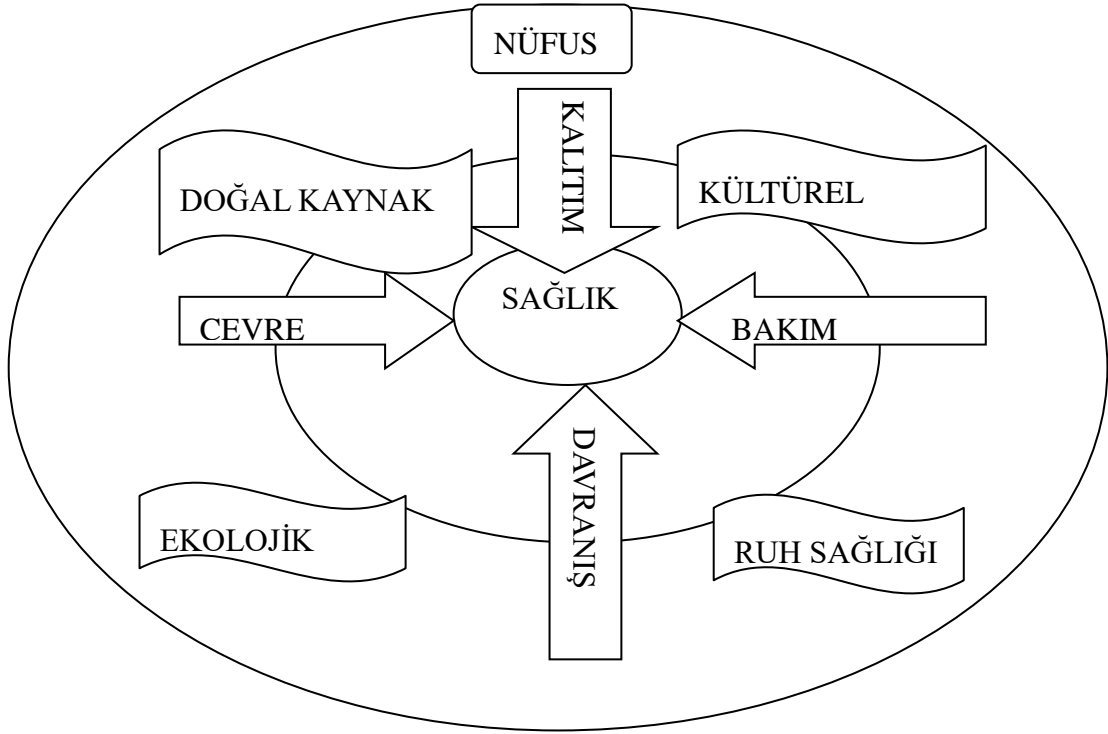 NÜFUS
KALITIM
DOĞAL KAYNAK
KÜLTÜREL
SAĞLIK
CEVRE
BAKIM
DAVRANIŞ
EKOLOJİK
RUH SAĞLIĞI